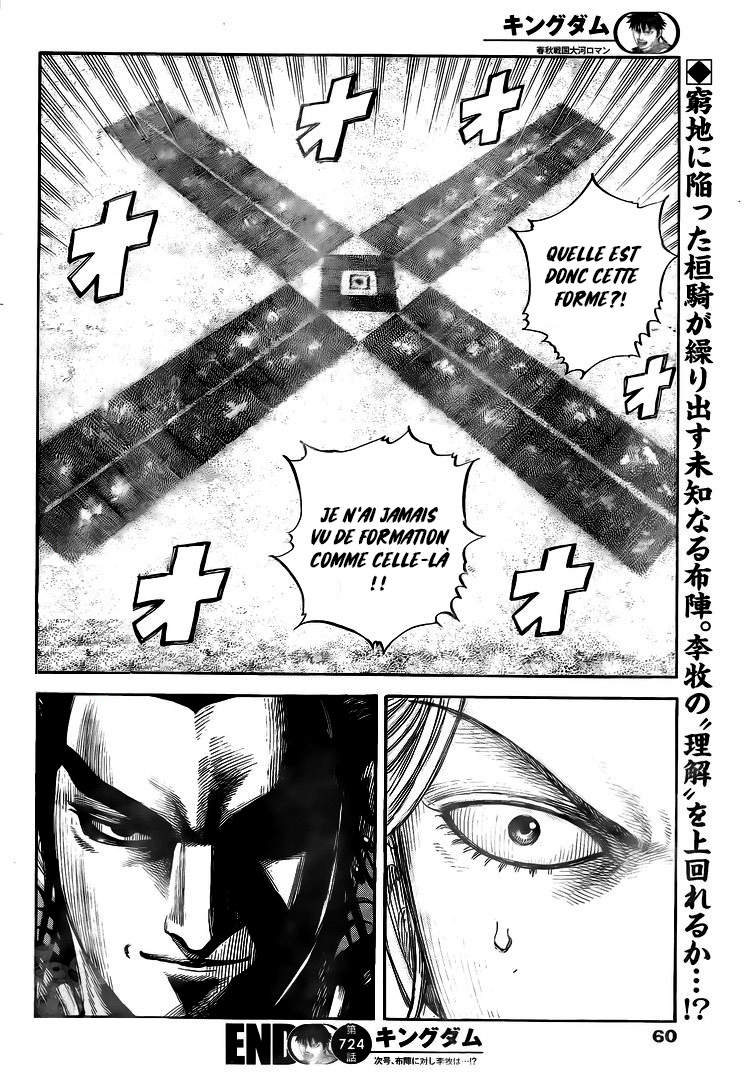 キングダム
春秋戦国大河ロマン
◆窮地に陥った桓騎が繰り出す未知なる布陣。李牧の〝理解〟を上回れるか…!?
オ
オ
オ
QUELLE EST
DONC CETTE
FORME?!
オ
JE N'AI JAMAIS
VU DE FORMATION
COMME CELLE-LÀ
!!
オ
オ
END
第
724
話
キングダム
次号、布陣に対し李牧は…!?
60